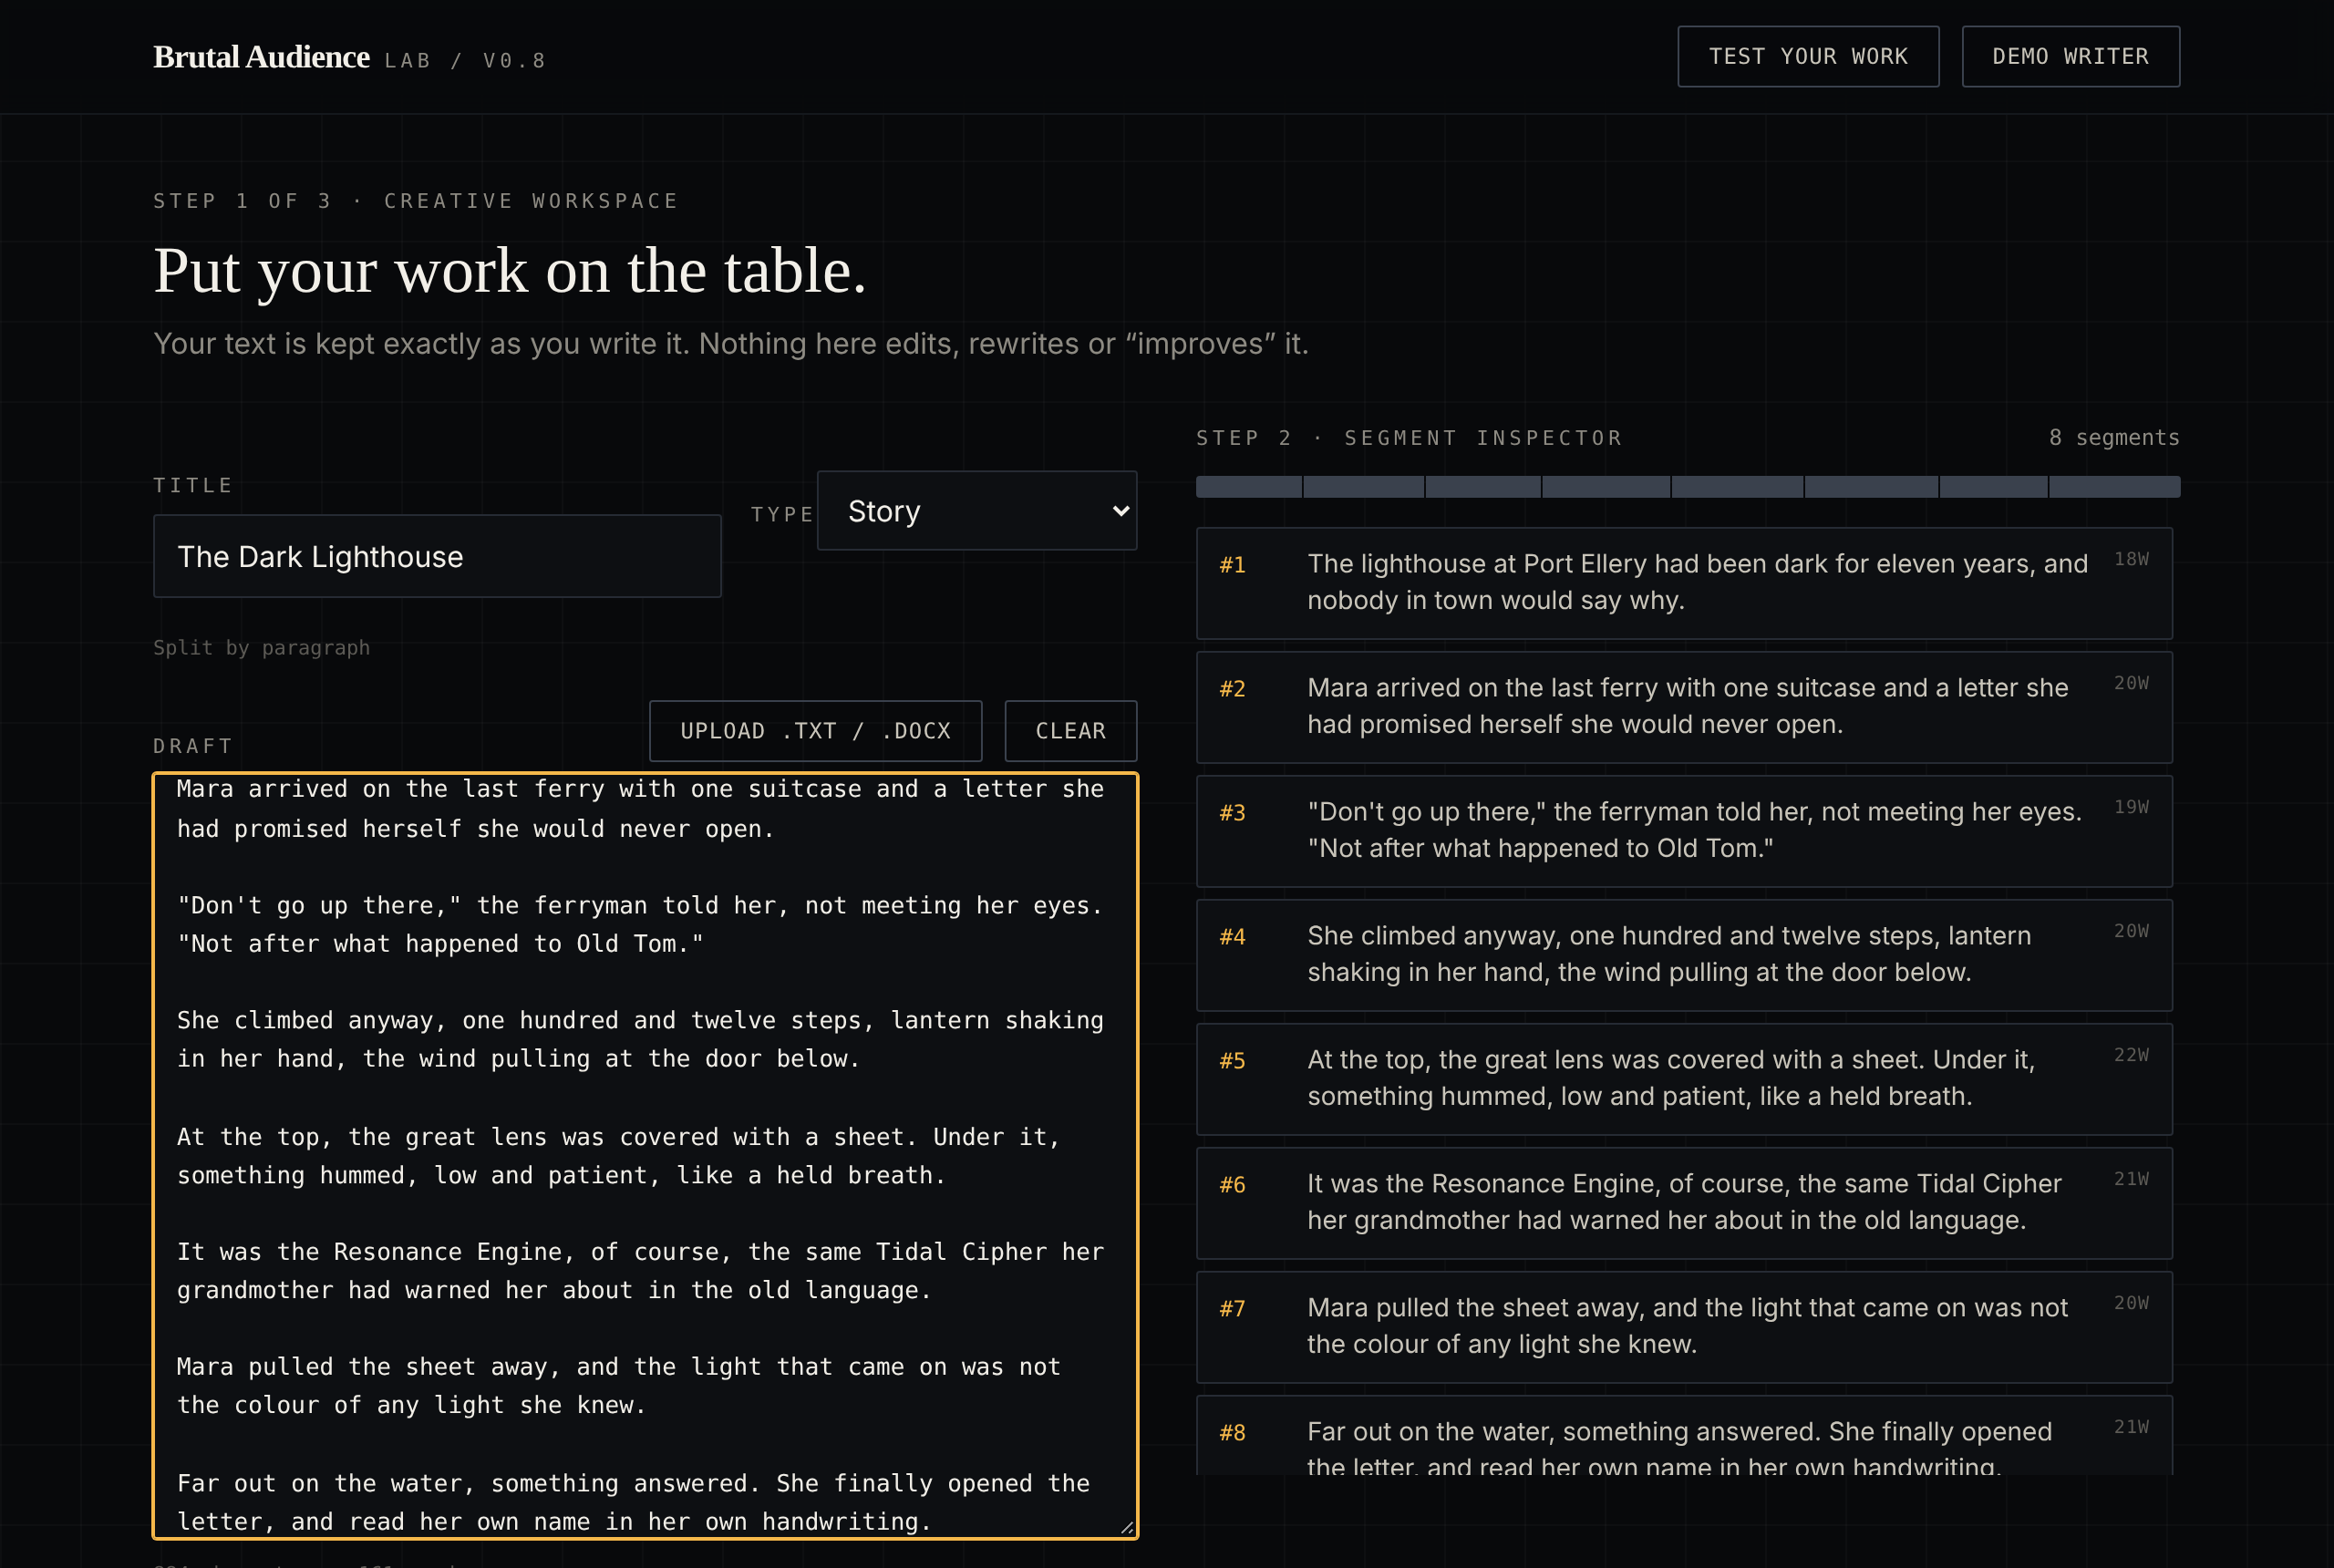 Brutal Audience LAB / V0.8
TEST YOUR WORK
DEMO WRITER
STEP 1 OF 3 · CREATIVE WORKSPACE
Put your work on the table.
Your text is kept exactly as you write it. Nothing here edits, rewrites or “improves” it.
TITLE
The Dark Lighthouse
TYPE
Story
Split by paragraph
DRAFT
UPLOAD .TXT / .DOCX
CLEAR
Mara arrived on the last ferry with one suitcase and a letter she
had promised herself she would never open.
"Don't go up there," the ferryman told her, not meeting her eyes.
"Not after what happened to Old Tom."
She climbed anyway, one hundred and twelve steps, lantern shaking
in her hand, the wind pulling at the door below.
At the top, the great lens was covered with a sheet. Under it,
something hummed, low and patient, like a held breath.
It was the Resonance Engine, of course, the same Tidal Cipher her
grandmother had warned her about in the old language.
Mara pulled the sheet away, and the light that came on was not
the colour of any light she knew.
Far out on the water, something answered. She finally opened the
letter, and read her own name in her own handwriting.
STEP 2 · SEGMENT INSPECTOR
8 segments
#1 The lighthouse at Port Ellery had been dark for eleven years, and 18W
nobody in town would say why.
#2 Mara arrived on the last ferry with one suitcase and a letter she 20W
had promised herself she would never open.
#3 "Don't go up there," the ferryman told her, not meeting her eyes. 19W
"Not after what happened to Old Tom."
#4 She climbed anyway, one hundred and twelve steps, lantern 20W
shaking in her hand, the wind pulling at the door below.
#5 At the top, the great lens was covered with a sheet. Under it, 22W
something hummed, low and patient, like a held breath.
#6 It was the Resonance Engine, of course, the same Tidal Cipher 21W
her grandmother had warned her about in the old language.
#7 Mara pulled the sheet away, and the light that came on was not 20W
the colour of any light she knew.
#8 Far out on the water, something answered. She finally opened 21W
the letter, and read her own name in her own handwriting.